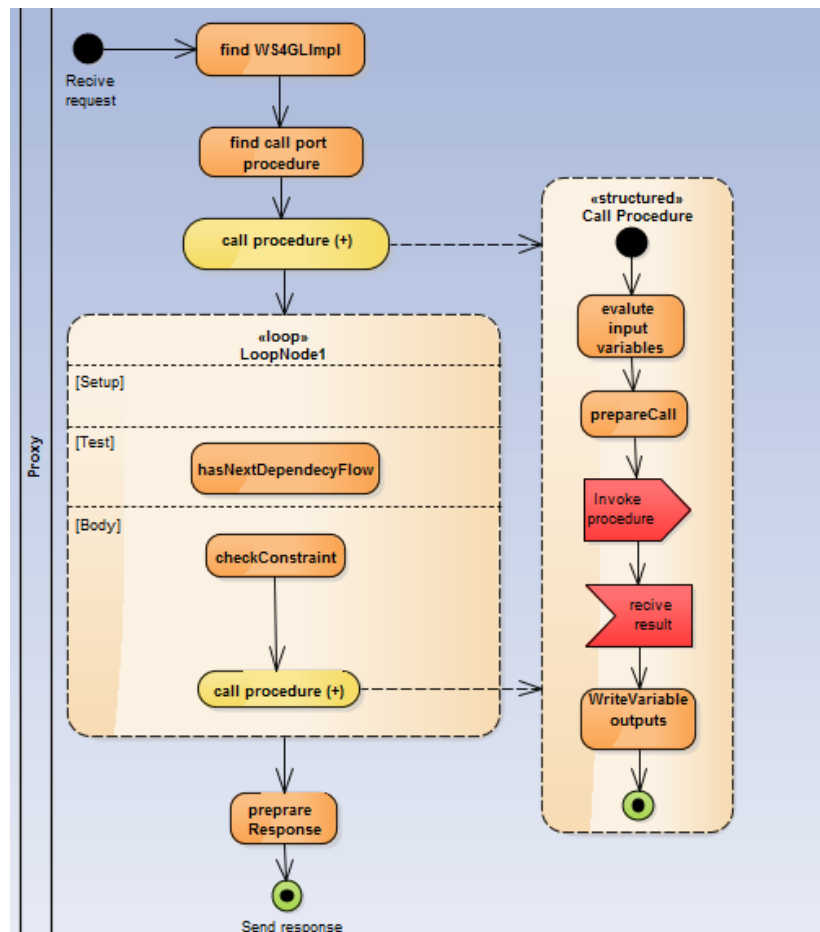 Proxy
Recive
request
find WS4GLImpl
find call port
procedure
call procedure (+)
«loop»
LoopNode1
[Setup]
[Test]
hasNextDependecyFlow
[Body]
checkConstraint
call procedure (+)
preprare
Response
Send response
«structured»
Call Procedure
evalute
input
variables
prepareCall
Invoke
procedure
recive
result
WriteVariable
outputs